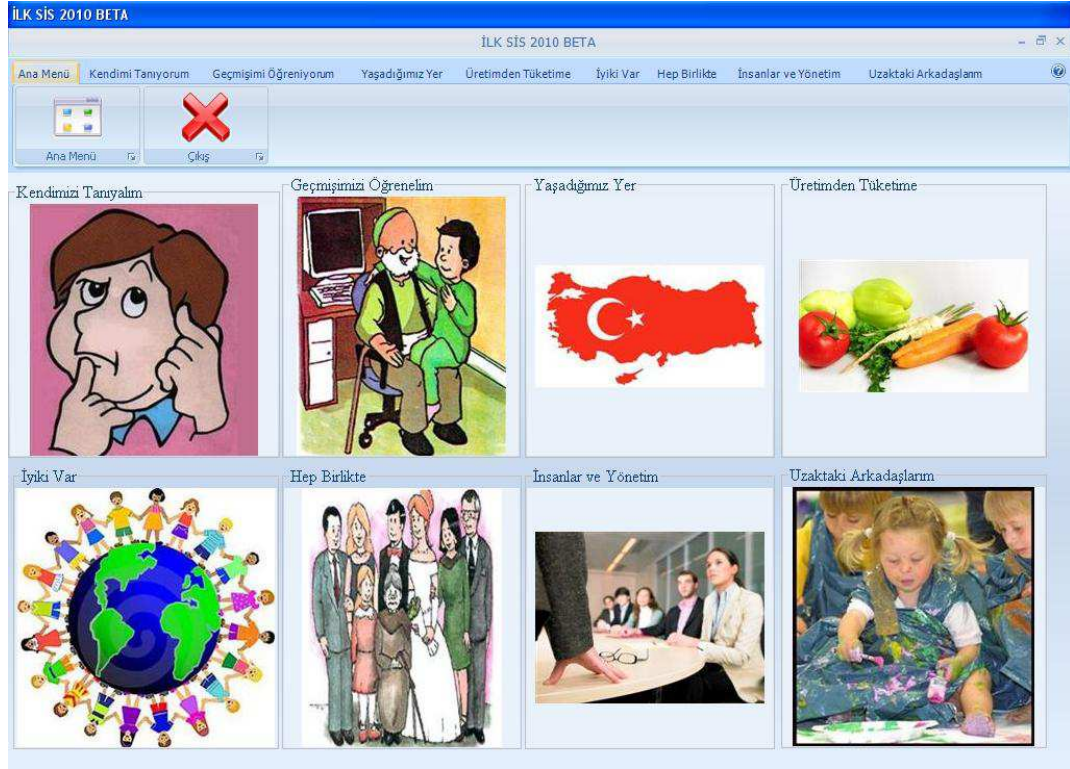 İLK SİS 2010 BETA
İLK SİS 2010 BETA
Ana Menü Kendimi Tanıyorum Geçmişimi Öğreniyorum Yaşadığımız Yer Üretimden Tüketime İyiki Var Hep Birlikte İnsanlar ve Yönetim Uzaktaki Arkadaşlarım
Ana Menü Çıkış
Kendimizi Tanıyalım Geçmişimizi Öğrenelim Yaşadığımız Yer Üretimden Tüketime
İyiki Var Hep Birlikte İnsanlar ve Yönetim Uzaktaki Arkadaşlarım